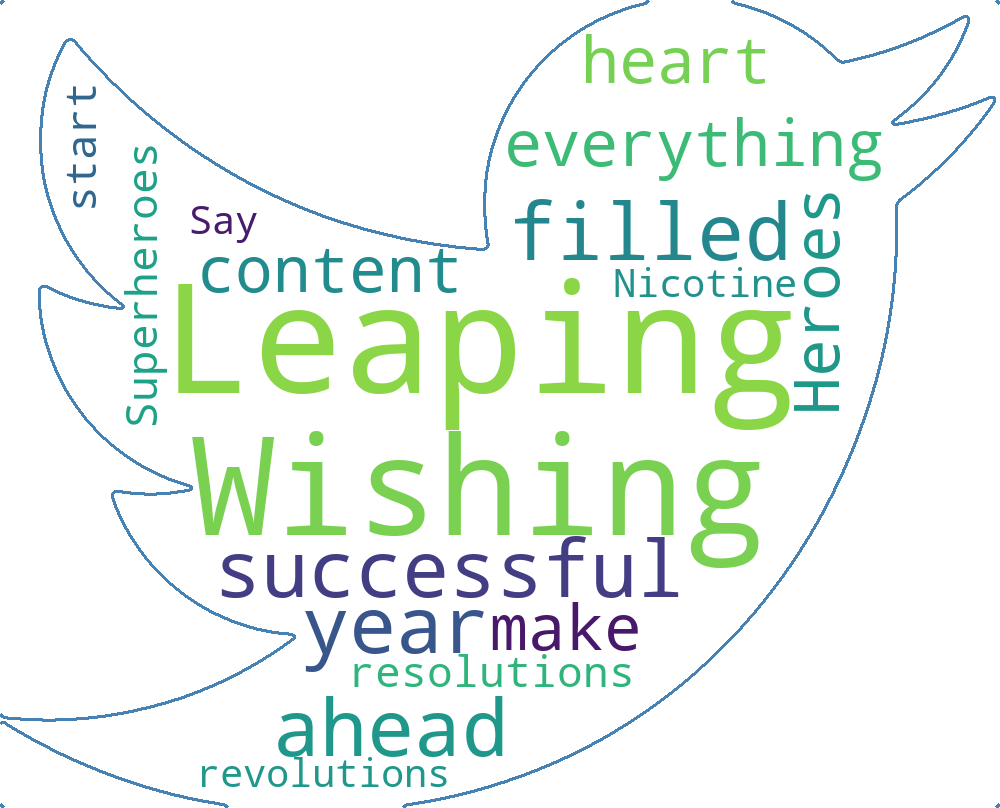 heart
everything
start
Superheroes
Say
filled
Heroes
content
Nicotine
Leaping
Wishing
successful
year
make
resolutions
ahead
revolutions